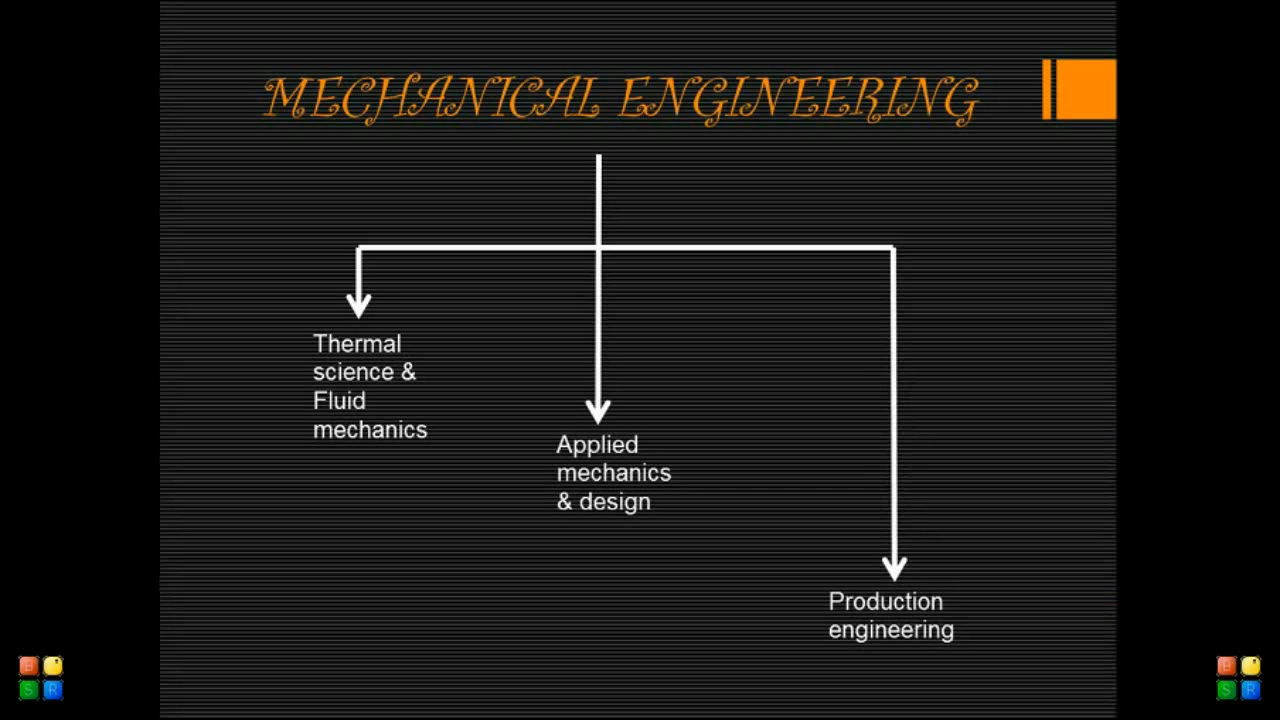 MECHANICAL ENGINEERING
Thermal
science &
Fluid
mechanics
Applied
mechanics
& design
Production
engineering
B
S R
B
S R